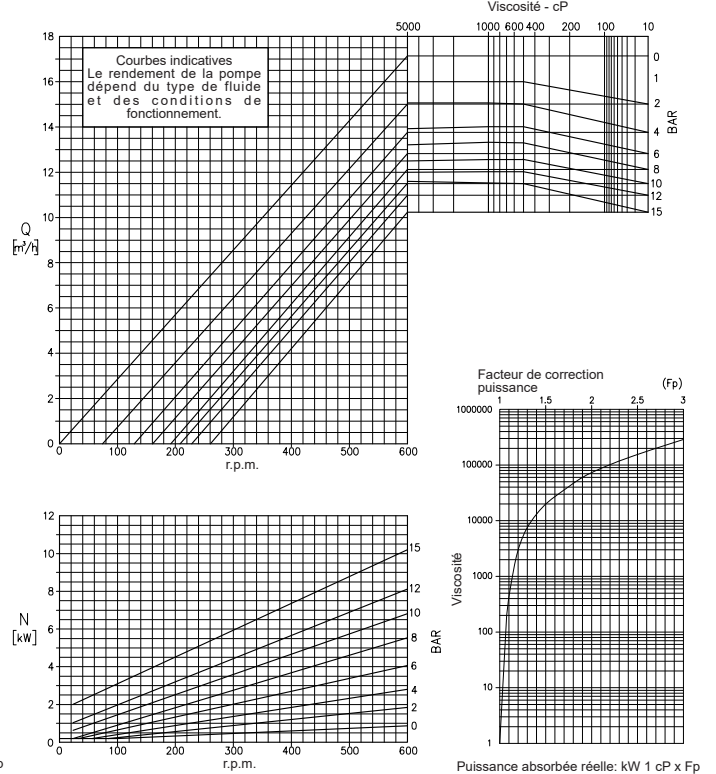 Viscosité - cP
5000 1000 600 400 200 100 10
Courbes indicatives
Le rendement de la pompe
dépend du type de fluide
et des conditions de
fonctionnement.
18
16
14
12
10
8
6
4
2
0
Q
[m³/h]
0
1
2
4
6
8
10
12
15
BAR
0 100 200 300 400 500 600
r.p.m.
Facteur de correction
puissance
(Fp)
1 1.5 2 2.5 3
1000000
100000
10000
1000
100
10
1
Viscosité
12
10
8
6
4
2
0
N
[kW]
15
12
10
8
6
4
2
0
BAR
0 100 200 300 400 500 600
r.p.m.
Puissance absorbée réelle: kW 1 cP x Fp